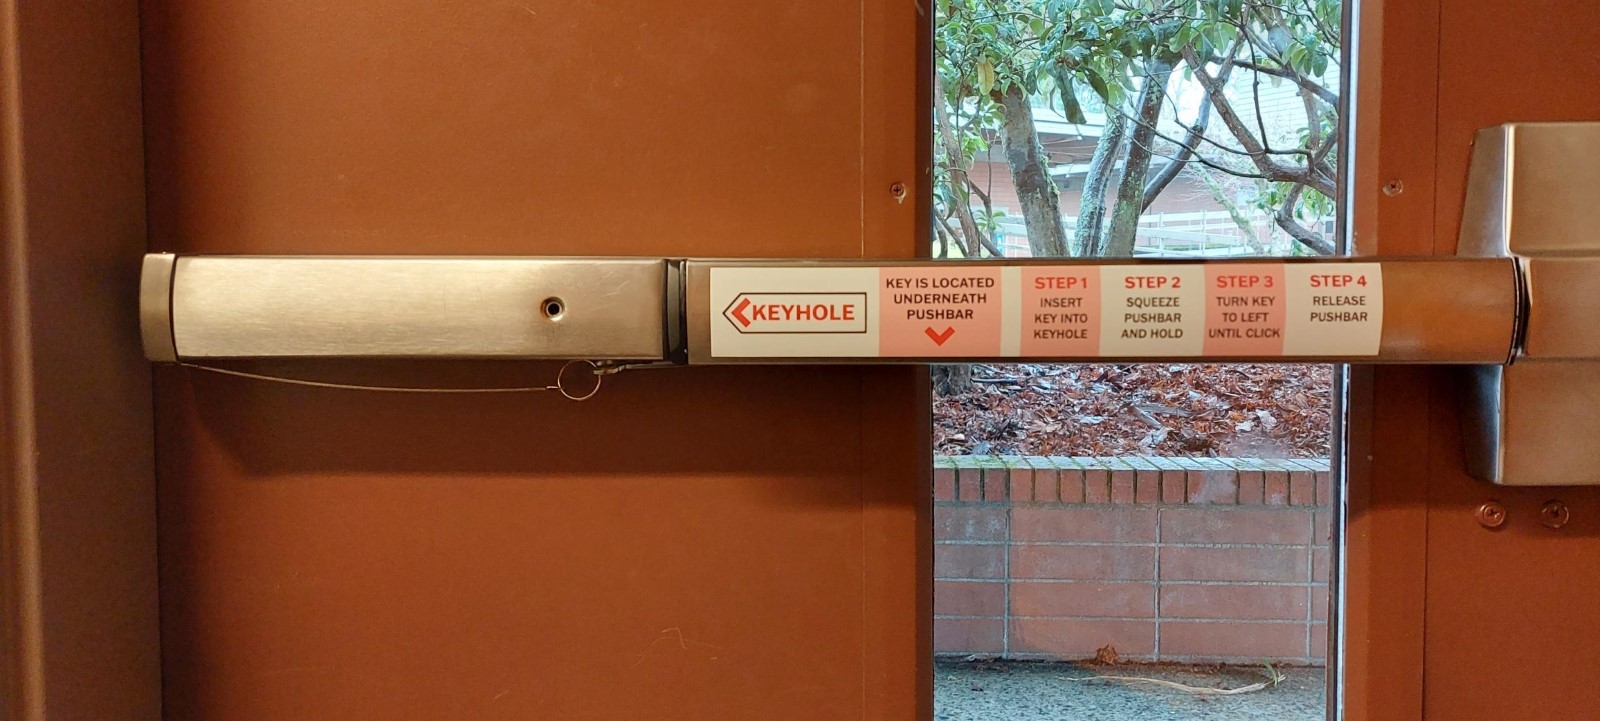 KEYHOLE
KEY IS LOCATED
UNDERNEATH
PUSHBAR
STEP 1
INSERT
KEY INTO
KEYHOLE
STEP 2
SQUEEZE
PUSHBAR
AND HOLD
STEP 3
TURN KEY
TO LEFT
UNTIL CLICK
STEP 4
RELEASE
PUSHBAR